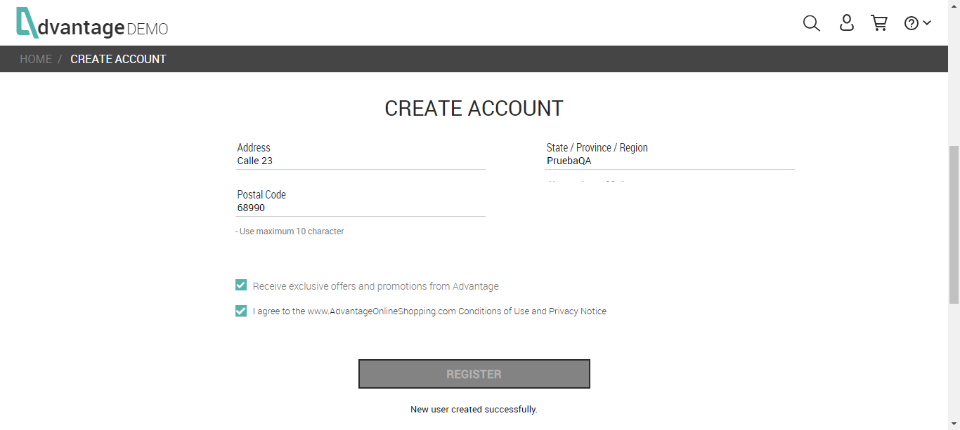 dvantage DEMO
HOME / CREATE ACCOUNT
CREATE ACCOUNT
Address
Calle 23
State / Province / Region
PruebaQA
Postal Code
68990
- Use maximum 10 character
Receive exclusive offers and promotions from Advantage
I agree to the www.AdvantageOnlineShopping.com Conditions of Use and Privacy Notice
REGISTER
New user created successfully.